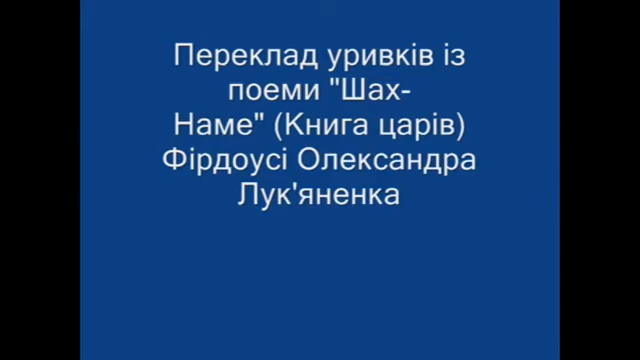 Переклад уривків із
поеми "Шах-
Наме" (Книга царів)
Фірдоусі Олександра
Лук'яненка